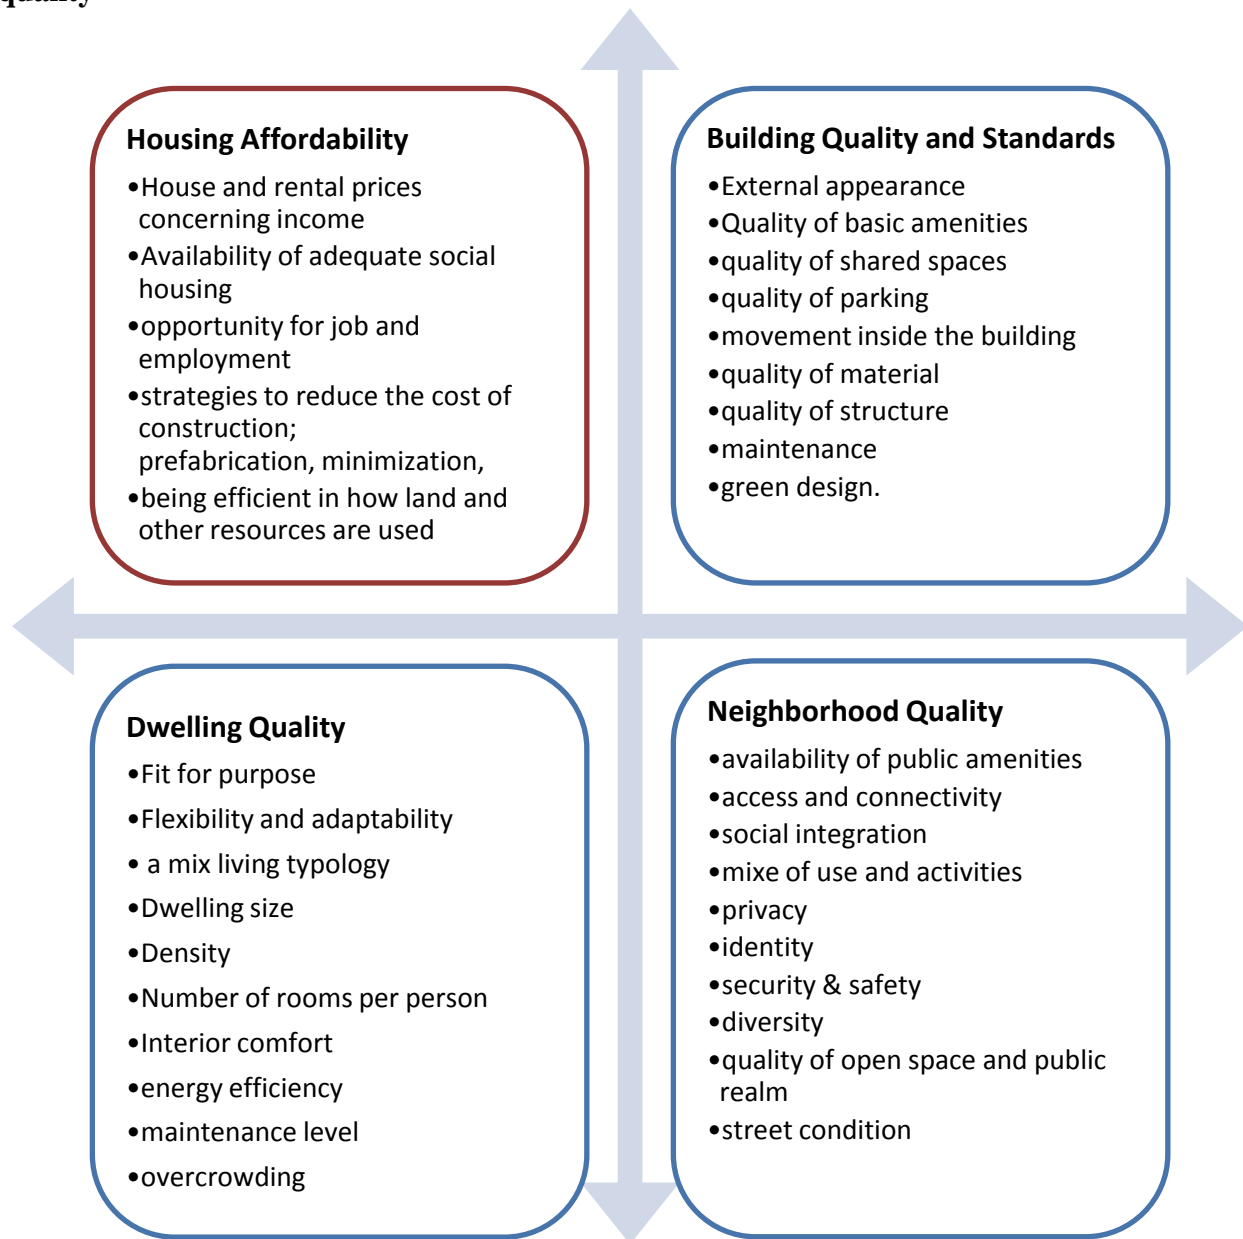 quality
Housing Affordability
•House and rental prices
concerning income
•Availability of adequate social
housing
•opportunity for job and
employment
•strategies to reduce the cost of
construction;
prefabrication, minimization,
•being efficient in how land and
other resources are used
Building Quality and Standards
•External appearance
•Quality of basic amenities
•quality of shared spaces
•quality of parking
•movement inside the building
•quality of material
•quality of structure
•maintenance
•green design.
Dwelling Quality
•Fit for purpose
•Flexibility and adaptability
• a mix living typology
•Dwelling size
•Density
•Number of rooms per person
•Interior comfort
•energy efficiency
•maintenance level
•overcrowding
Neighborhood Quality
•availability of public amenities
•access and connectivity
•social integration
•mixe of use and activities
•privacy
•identity
•security & safety
•diversity
•quality of open space and public
realm
•street condition